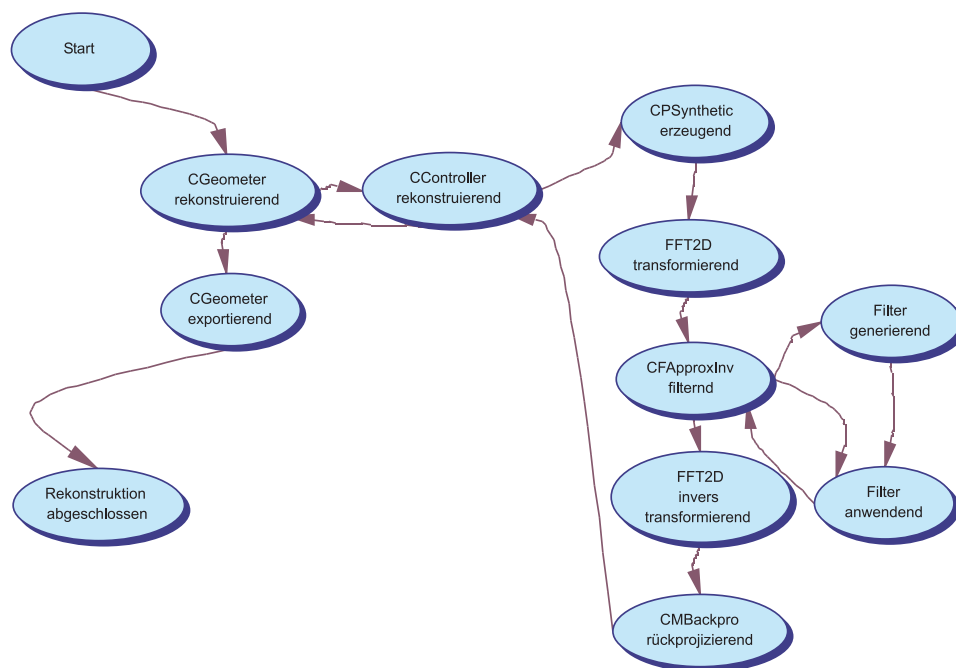 Start
CGeometer
rekonstruierend
CController
rekonstruierend
CPSynthetic
erzeugend
FFT2D
transformierend
CGeometer
exportierend
CFApproxInv
filternd
Filter
generierend
Rekonstruktion
abgeschlossen
FFT2D
invers
transformierend
Filter
anwendend
CMBackpro
rückprojizierend